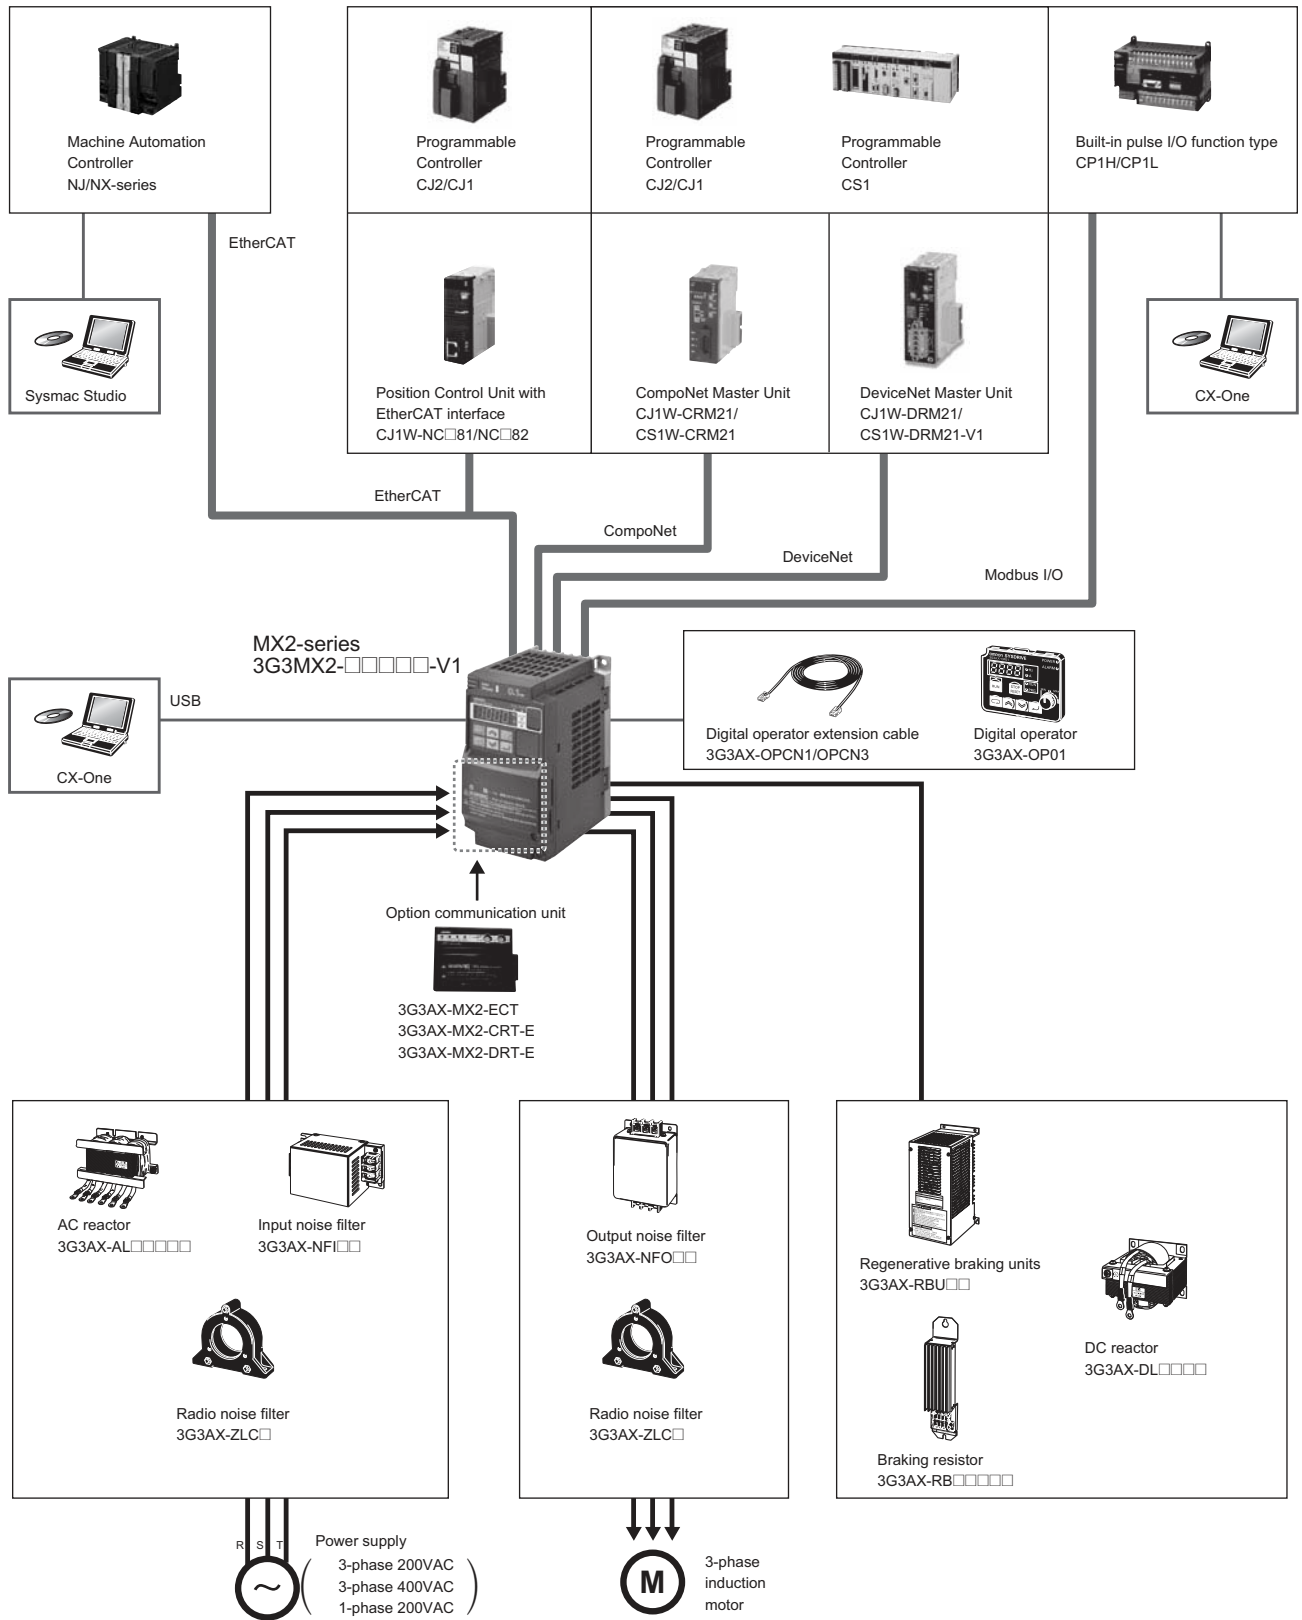 Machine Automation
Controller
NJ/NX-series
Programmable
Controller
CJ2/CJ1
Programmable
Controller
CJ2/CJ1
Programmable
Controller
CS1
Built-in pulse I/O function type
CP1H/CP1L
EtherCAT
Sysmac Studio
Position Control Unit with
EtherCAT interface
CJ1W-NC□81/NC□82
CompoNet Master Unit
CJ1W-CRM21/
CS1W-CRM21
DeviceNet Master Unit
CJ1W-DRM21/
CS1W-DRM21-V1
CX-One
EtherCAT
CompoNet
DeviceNet
Modbus I/O
MX2-series
3G3MX2-□□□□□-V1
USB
CX-One
Digital operator extension cable
3G3AX-OPCN1/OPCN3
Digital operator
3G3AX-OP01
Option communication unit
3G3AX-MX2-ECT
3G3AX-MX2-CRT-E
3G3AX-MX2-DRT-E
AC reactor
3G3AX-AL□□□□□
Input noise filter
3G3AX-NFI□□
Radio noise filter
3G3AX-ZLC□
Output noise filter
3G3AX-NFO□□
Radio noise filter
3G3AX-ZLC□
Regenerative braking units
3G3AX-RBU□□
DC reactor
3G3AX-DL□□□□
Braking resistor
3G3AX-RB□□□□□
R S T
Power supply
3-phase 200VAC
3-phase 400VAC
1-phase 200VAC
M
3-phase
induction
motor